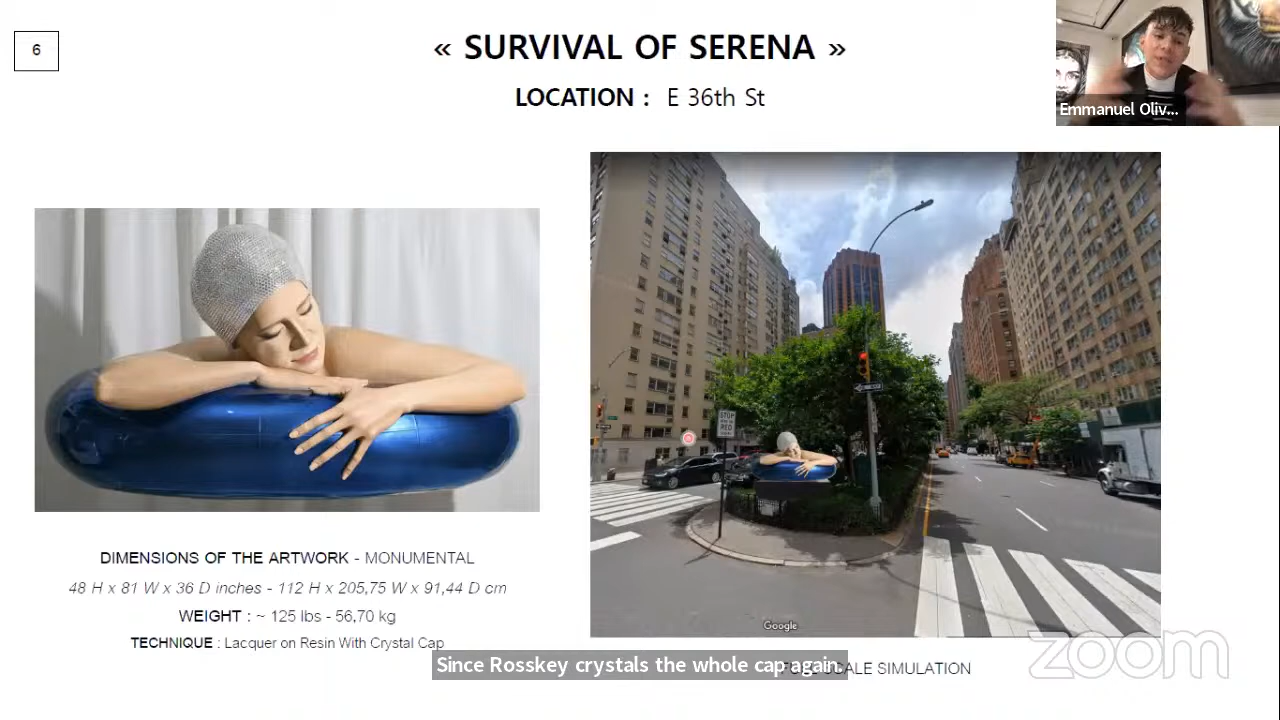 6
« SURVIVAL OF SERENA »
LOCATION : E 36th St
Emmanuel Oliv...
STOP
RED
Google
DIMENSIONS OF THE ARTWORK - MONUMENTAL
48 H x 81 W x 36 D inches - 112 H x 205,75 W x 91,44 D cm
WEIGHT : ~ 125 lbs - 56,70 kg
TECHNIQUE : Lacquer on Resin With Crystal Cap
Since Rosskey crystals the whole cap again.
SCALE SIMULATION
zoom